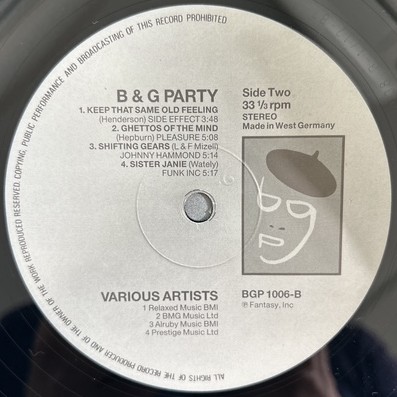 ALL RIGHTS OF THE RECORD PRODUCER AND OF THE OWNER OF THE WORK REPRODUCED RESERVED. COPYING, PUBLIC PERFORMANCE AND BROADCASTING OF THIS RECORD PROHIBITED
B & G PARTY
1. KEEP THAT SAME OLD FEELING
(Henderson) SIDE EFFECT 3:48
2. GHETTOS OF THE MIND
(Hepburn) PLEASURE 5:08
3. SHIFTING GEARS (L & F Mizell)
JOHNNY HAMMOND 5:14
4. SISTER JANIE (Wately)
FUNK INC 5:17
Side Two
33 1/3 rpm
STEREO
Made in West Germany
bgp
VARIOUS ARTISTS
1 Relaxed Music BMI
2 BMG Music Ltd
3 Alruby Music BMI
4 Prestige Music Ltd
BGP 1006-B
℗ Fantasy, Inc